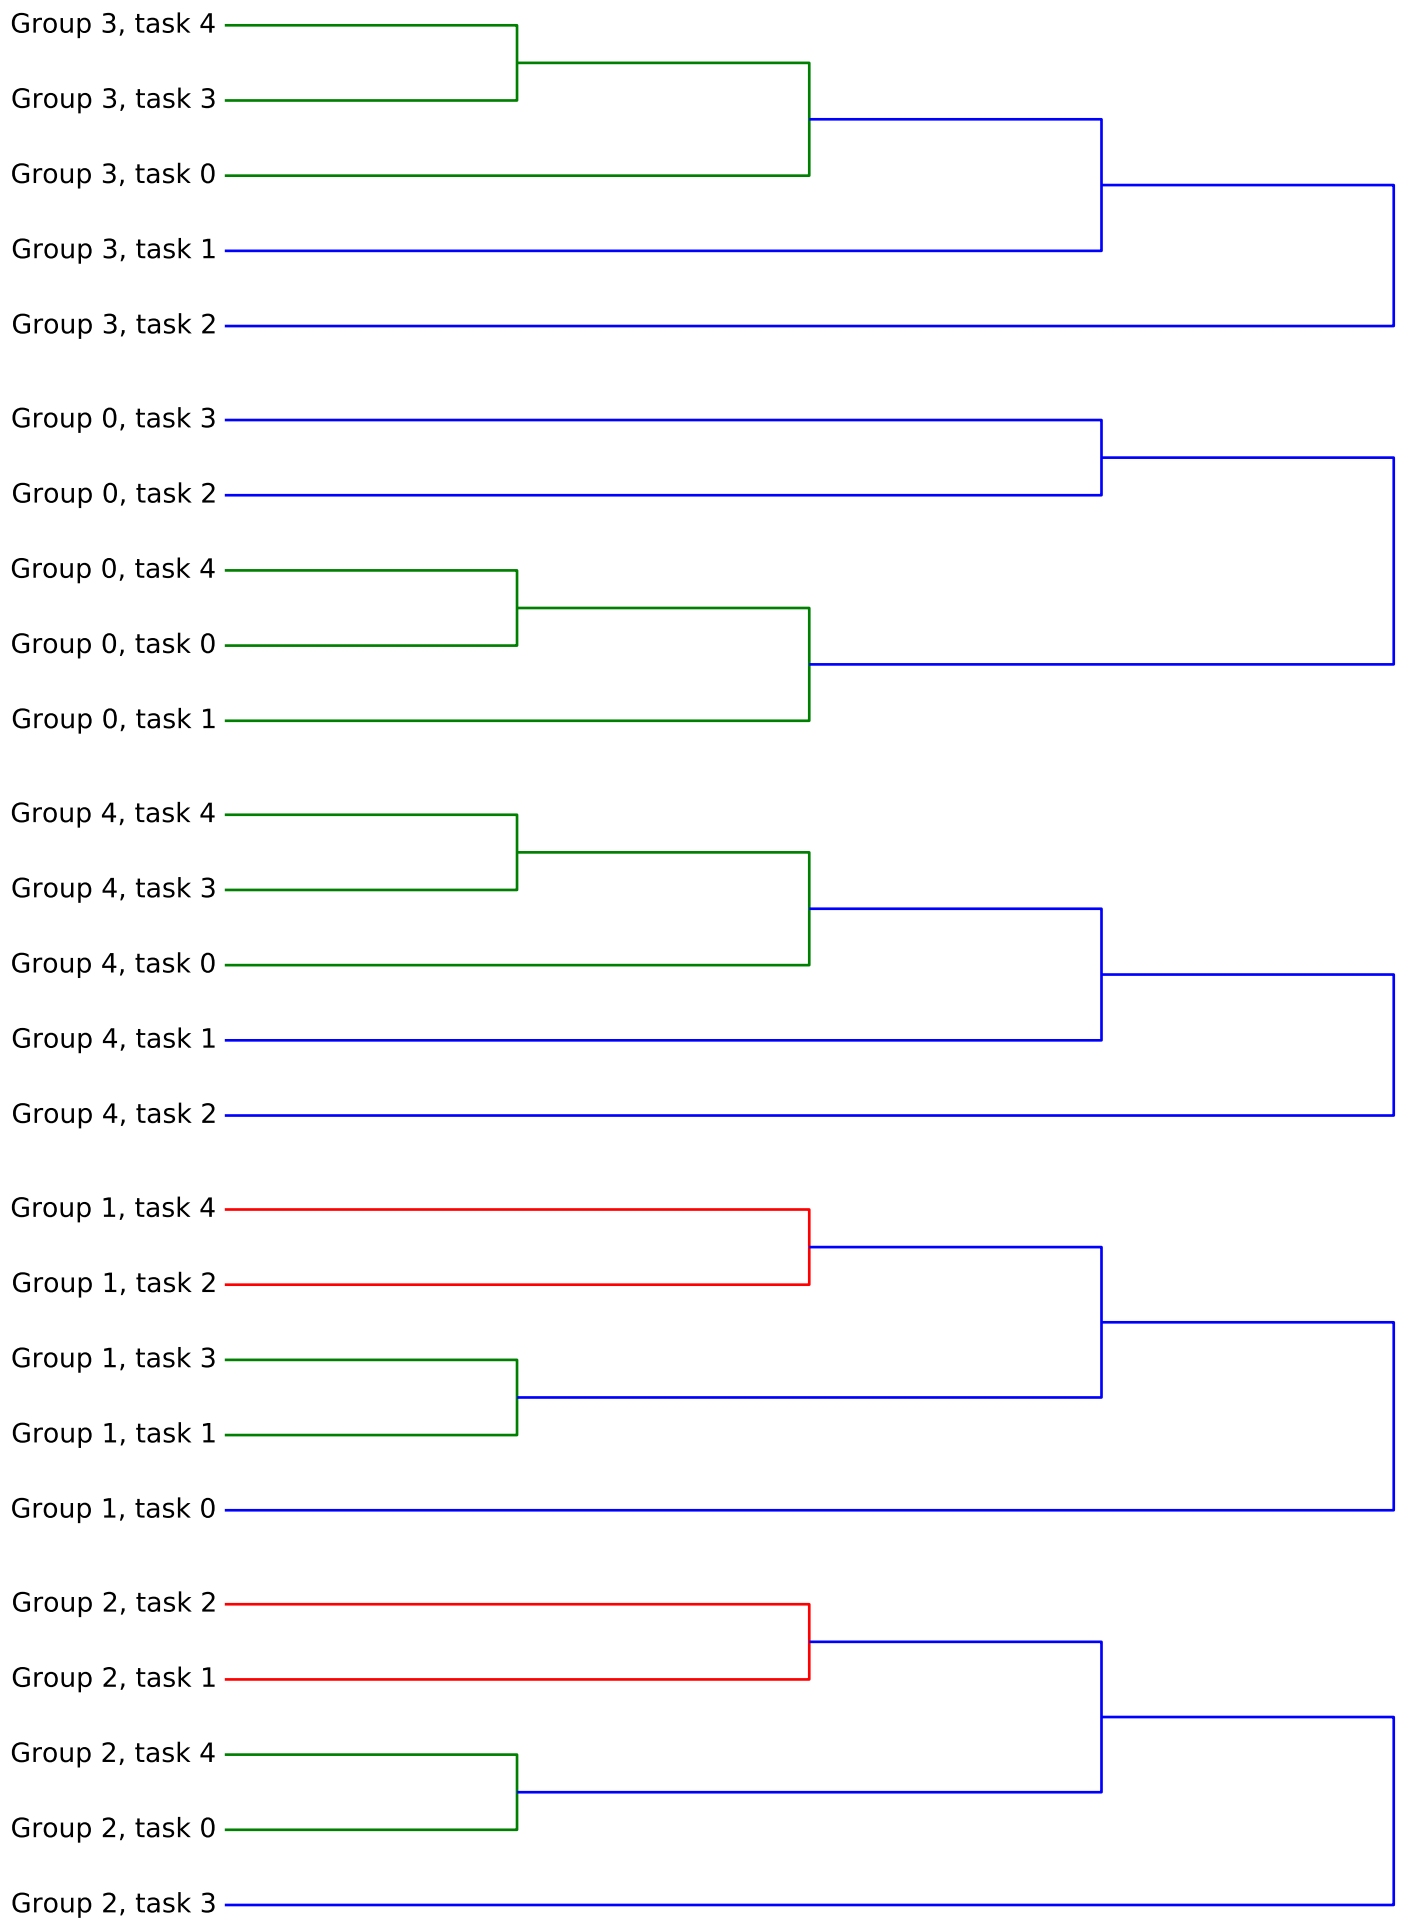 Group 3, task 4
Group 3, task 3
Group 3, task 0
Group 3, task 1
Group 3, task 2
Group 0, task 3
Group 0, task 2
Group 0, task 4
Group 0, task 0
Group 0, task 1
Group 4, task 4
Group 4, task 3
Group 4, task 0
Group 4, task 1
Group 4, task 2
Group 1, task 4
Group 1, task 2
Group 1, task 3
Group 1, task 1
Group 1, task 0
Group 2, task 2
Group 2, task 1
Group 2, task 4
Group 2, task 0
Group 2, task 3